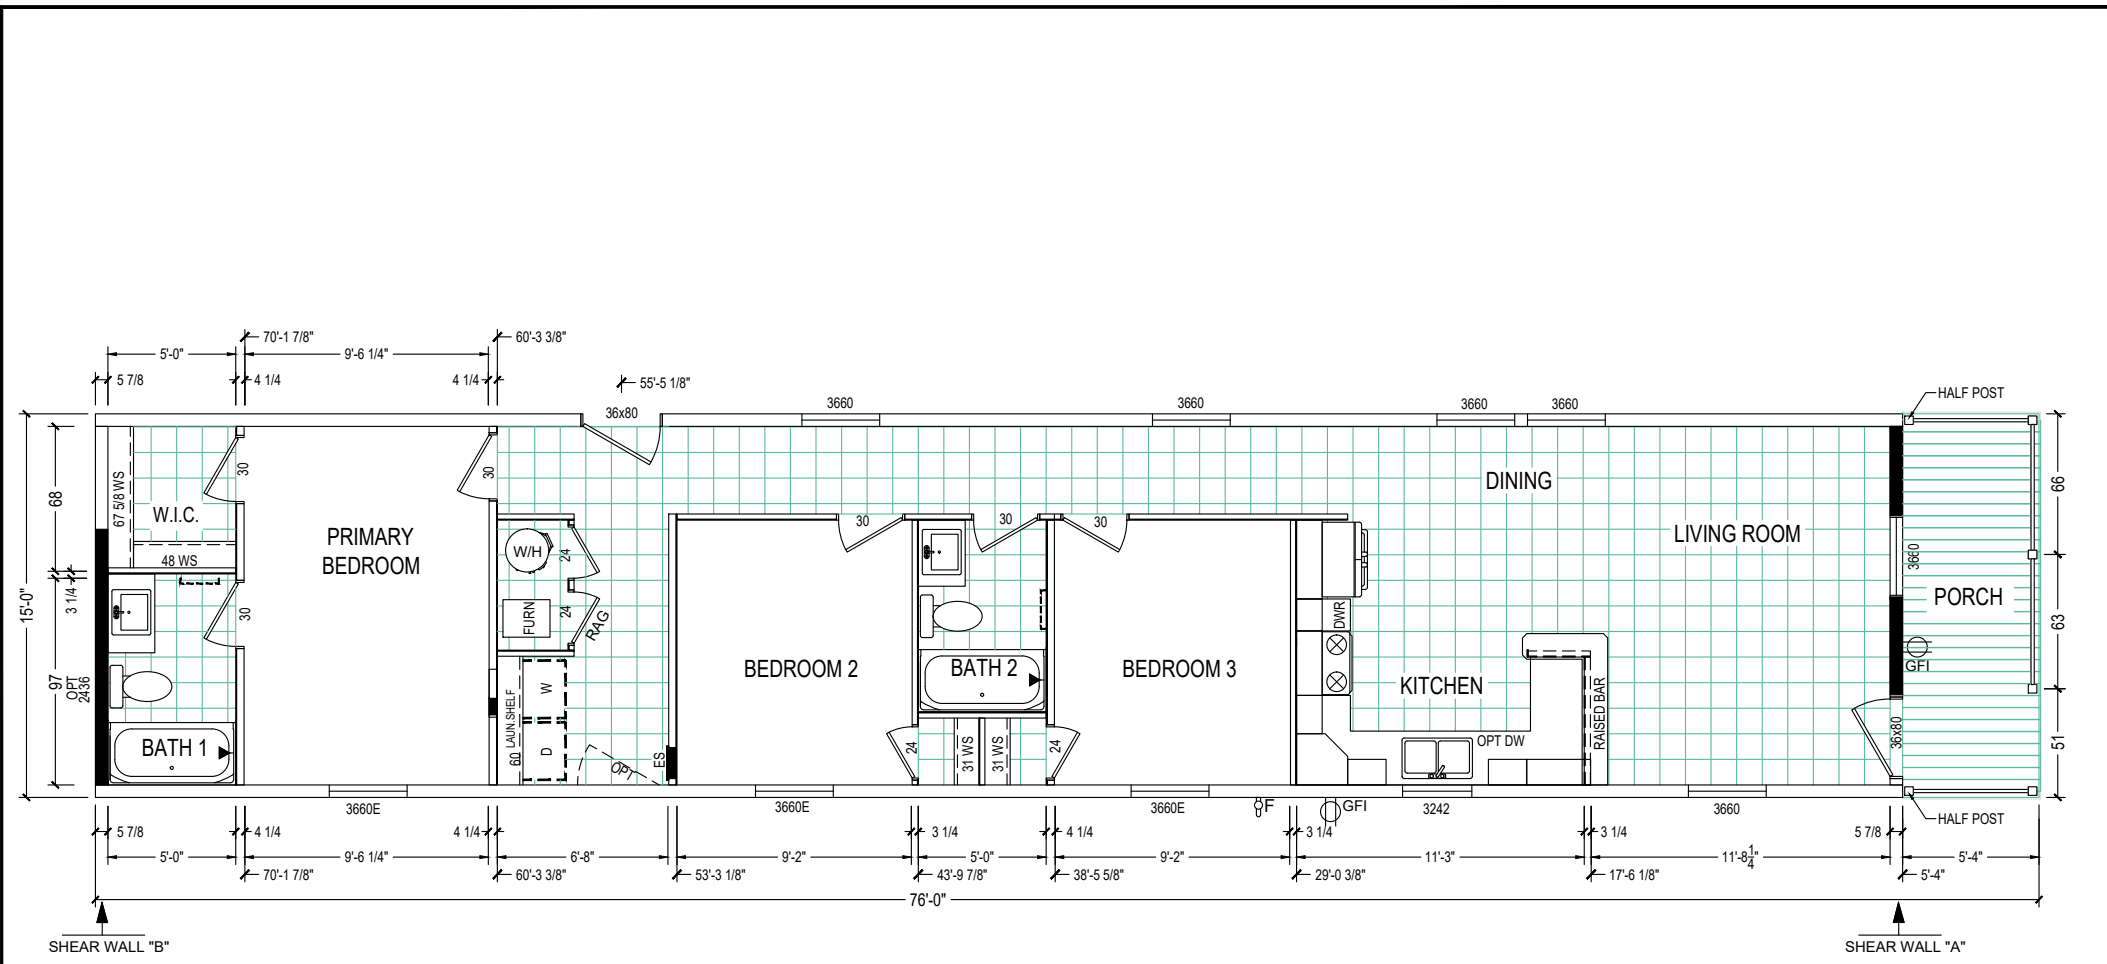 70'-1 7/8"
60'-3 3/8"
5'-0"
9'-6 1/4"
5 7/8
4 1/4
4 1/4
55'-5 1/8"
HALF POST
36x80
3660
3660
3660
3660
15'-0"
68
3 1/4
97
OPT
2436
67 5/8 WS
W.I.C.
48 WS
30
30
BATH 1
PRIMARY
BEDROOM
30
W/H
24
FURN
24
RAG
60 LAUN.SHELF
W
D
OPT
ES
BEDROOM 2
30
24
30
BATH 2
31 WS
31 WS
30
24
BEDROOM 3
DWR
KITCHEN
OPT DW
RAISED BAR
DINING
LIVING ROOM
3660
36x80
PORCH
GFI
66
63
51
3660E
3660E
3660E
F
GFI
3242
3660
HALF POST
5 7/8
4 1/4
4 1/4
3 1/4
4 1/4
3 1/4
3 1/4
5 7/8
5'-0"
9'-6 1/4"
6'-8"
9'-2"
5'-0"
9'-2"
11'-3"
11'-8 1/4"
5'-4"
70'-1 7/8"
60'-3 3/8"
53'-3 1/8"
43'-9 7/8"
38'-5 5/8"
29'-0 3/8"
17'-6 1/8"
5'-4"
76'-0"
SHEAR WALL "B"
SHEAR WALL "A"